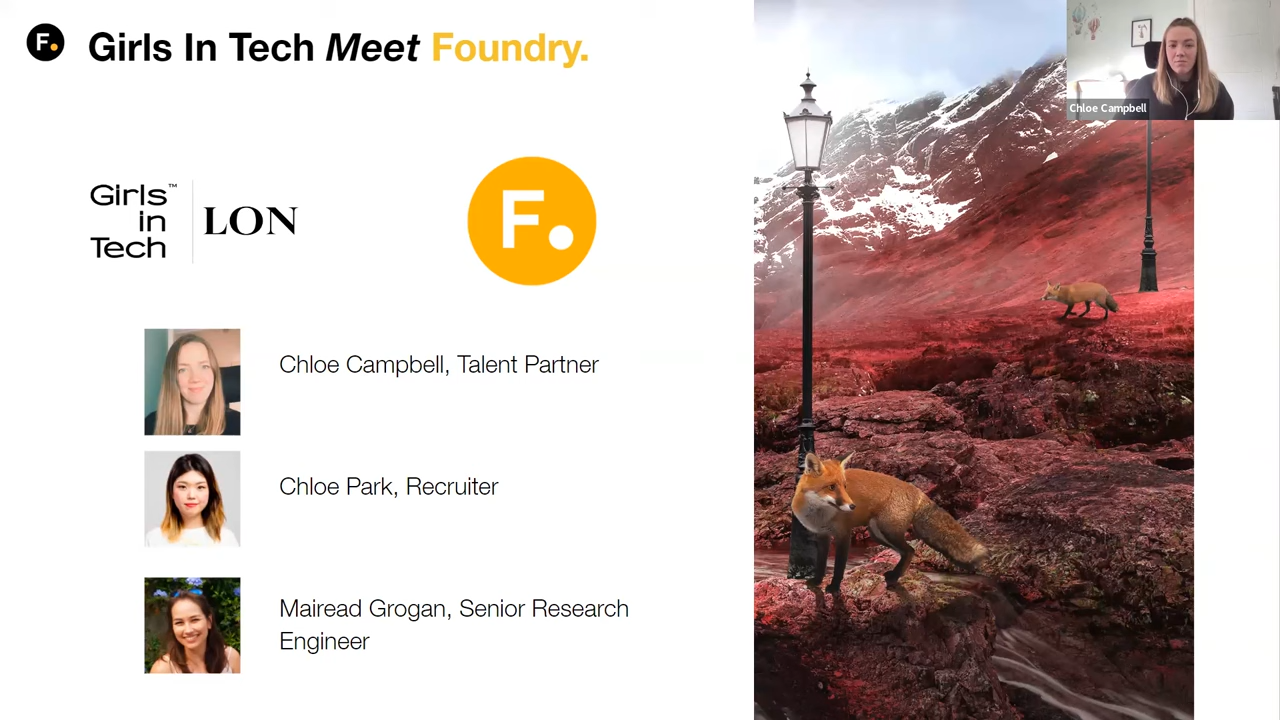 F.
Girls In Tech Meet Foundry.
Chloe Campbell
Girls™
in
Tech
LON
F.
Chloe Campbell, Talent Partner
Chloe Park, Recruiter
Mairead Grogan, Senior Research
Engineer